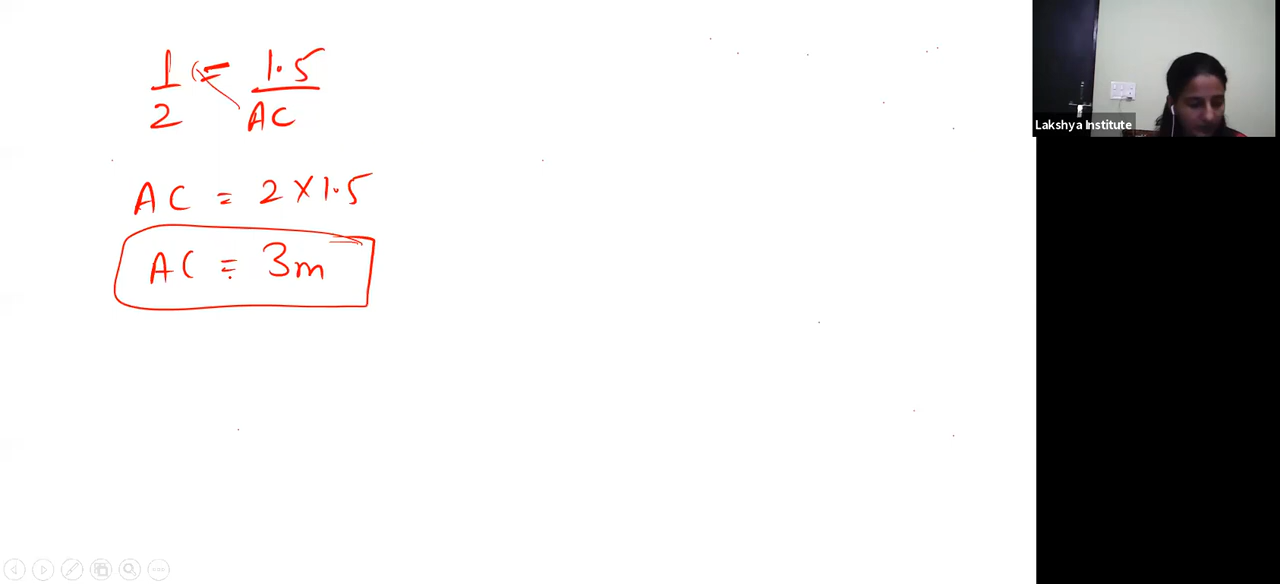 1/2 = 1.5/AC
AC = 2 × 1.5
AC = 3m
Lakshya Institute